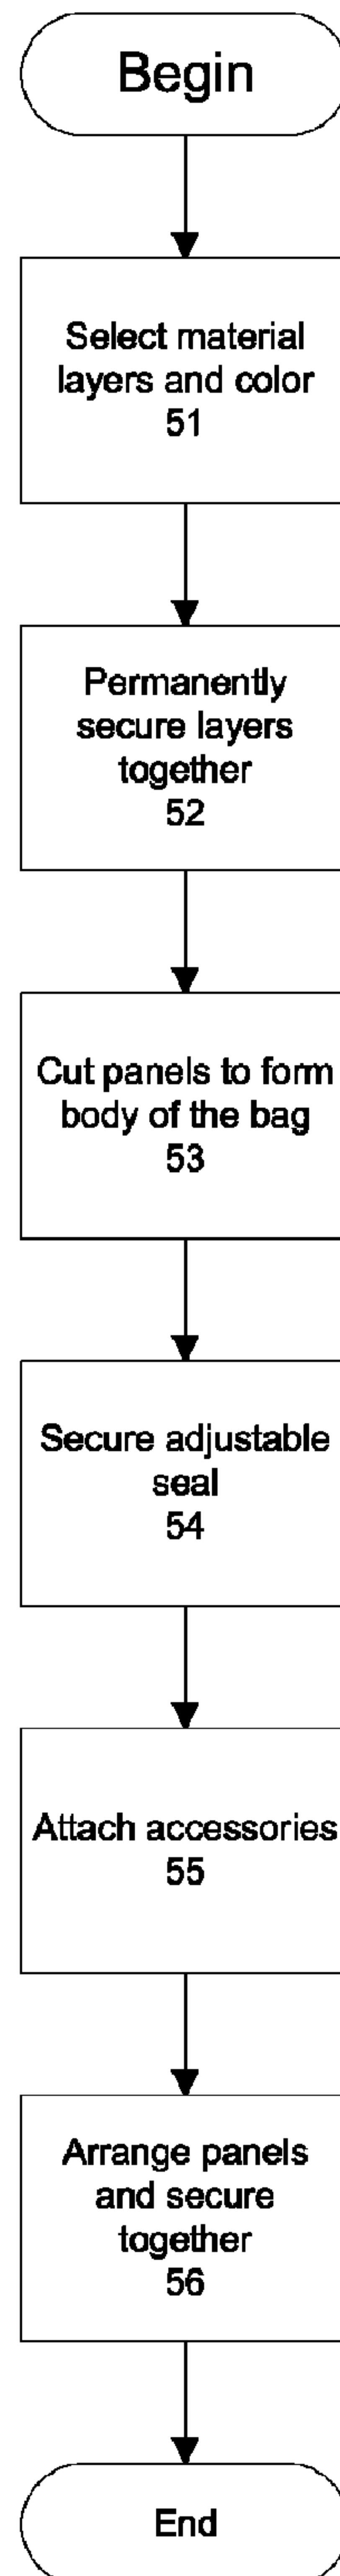 Begin
Select material
layers and color
51
Permanently
secure layers
together
52
Cut panels to form
body of the bag
53
Secure adjustable
seal
54
Attach accessories
55
Arrange panels
and secure
together
56
End